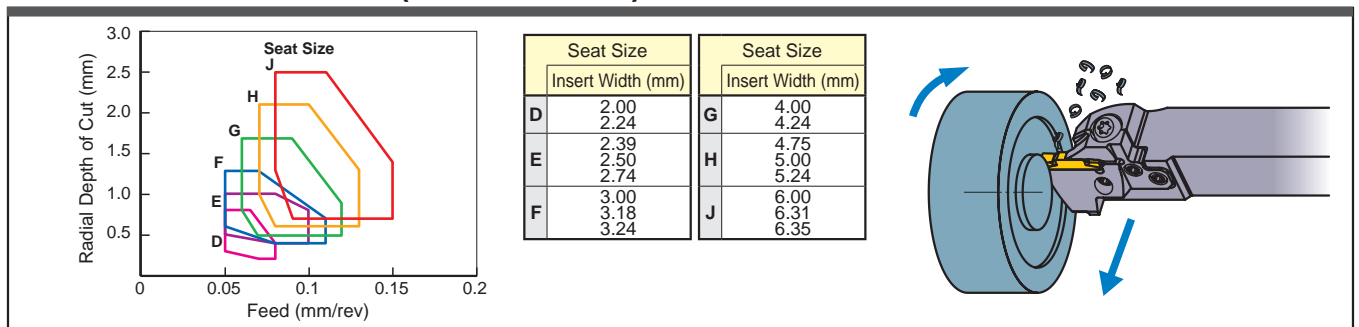 Radial Depth of Cut (mm)
3.0
2.5
2.0
1.5
1.0
0.5
0
0.05
0.1
0.15
0.2
Feed (mm/rev)
Seat Size
J
H
G
F
E
D
Seat Size
Insert Width (mm)
D
2.00
2.24
E
2.39
2.50
2.74
F
3.00
3.18
3.24
Seat Size
Insert Width (mm)
G
4.00
4.24
H
4.75
5.00
5.24
J
6.00
6.31
6.35